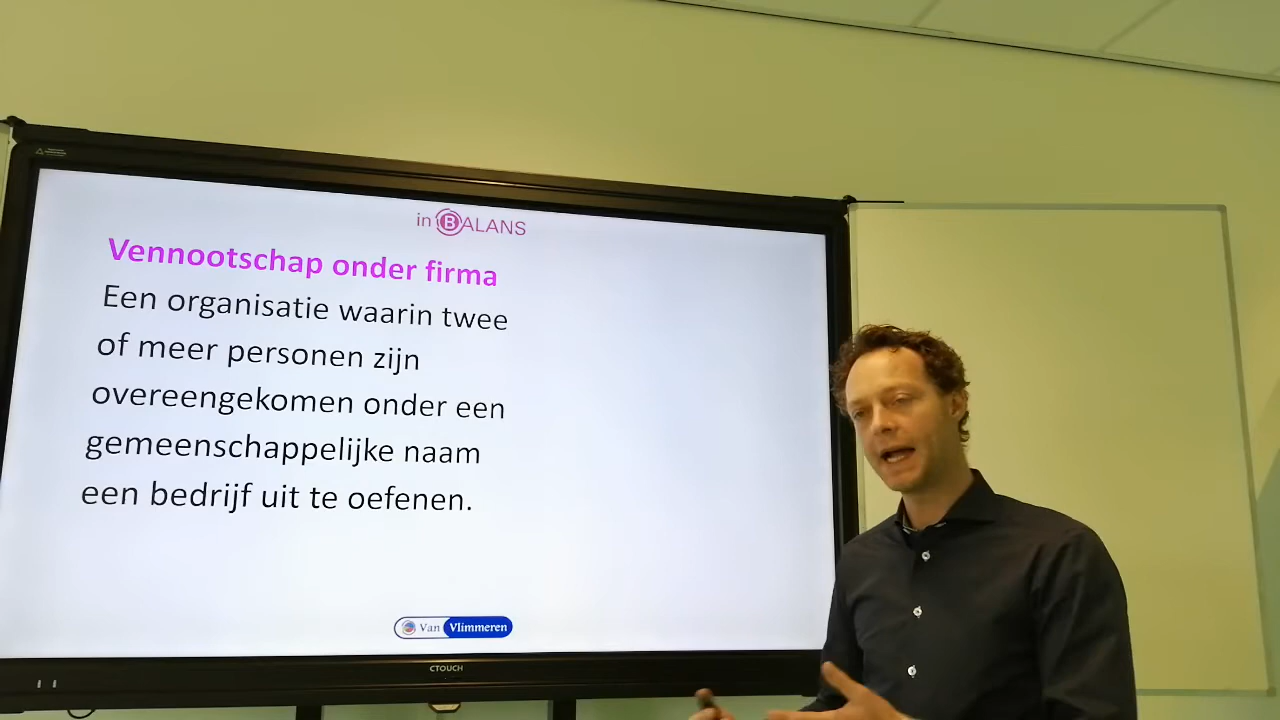 in BALANS
Vennootschap onder firma
Een organisatie waarin twee
of meer personen zijn
overeengekomen onder een
gemeenschappelijke naam
een bedrijf uit te oefenen.
Van Vlimmeren
CTOUCH